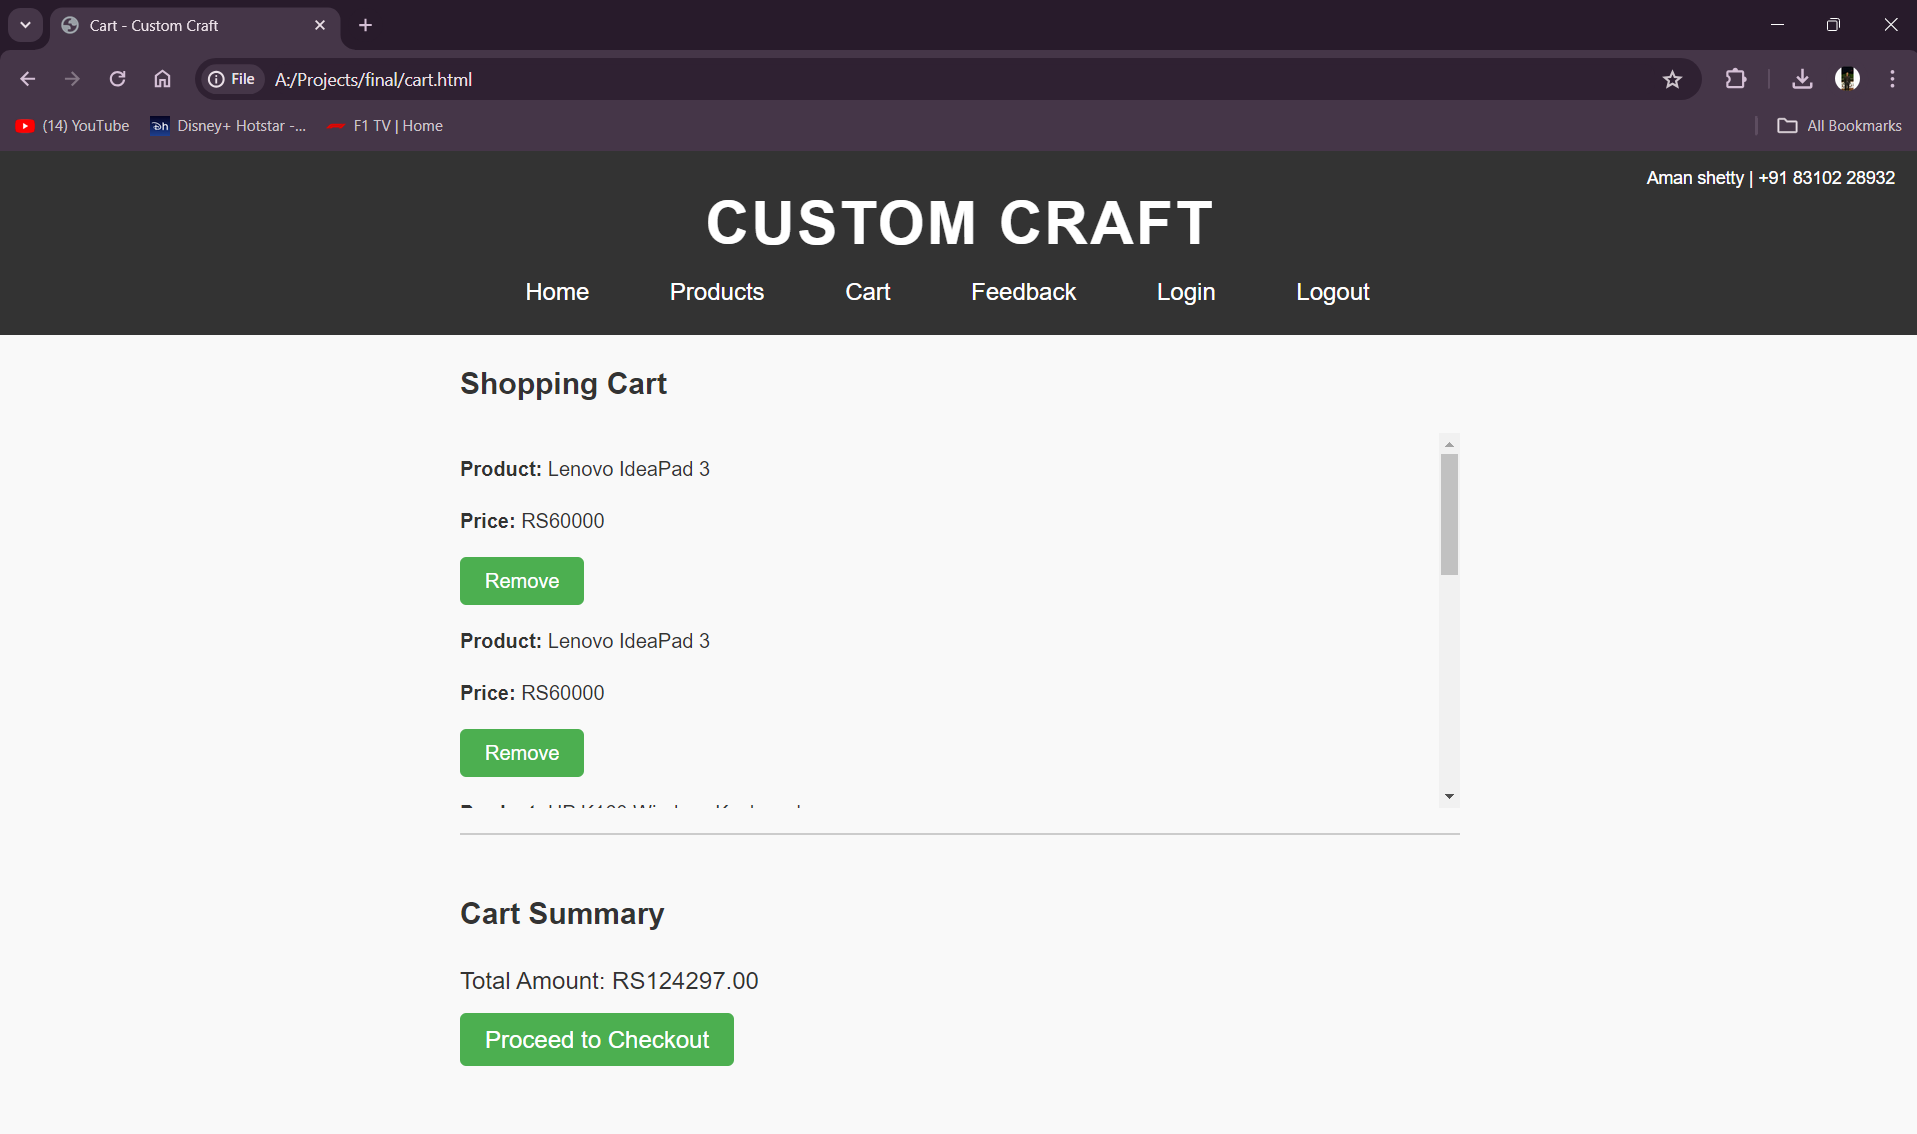 Cart - Custom Craft
File A:/Projects/final/cart.html
(14) YouTube Disney+ Hotstar -... F1 TV | Home All Bookmarks
Aman shetty | +91 83102 28932
CUSTOM CRAFT
Home Products Cart Feedback Login Logout
Shopping Cart
Product: Lenovo IdeaPad 3
Price: RS60000
Remove
Product: Lenovo IdeaPad 3
Price: RS60000
Remove
Cart Summary
Total Amount: RS124297.00
Proceed to Checkout